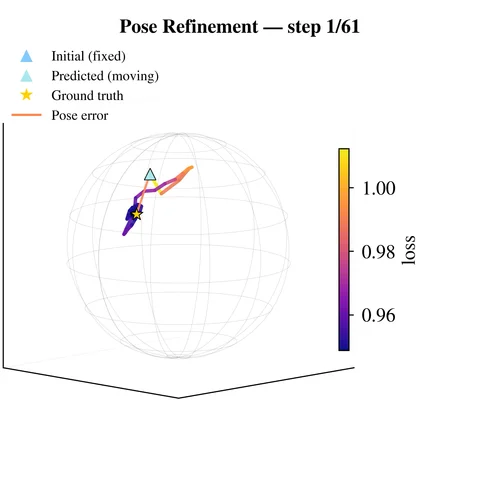 Pose Refinement — step 1/61
Initial (fixed)
Predicted (moving)
Ground truth
Pose error
1.00
0.98
0.96
loss